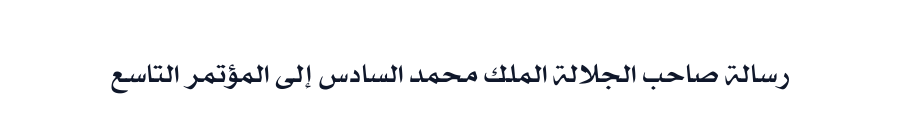 رسالة صاحب الجلالة الملك محمد السادس إلى المؤتمر التاسع